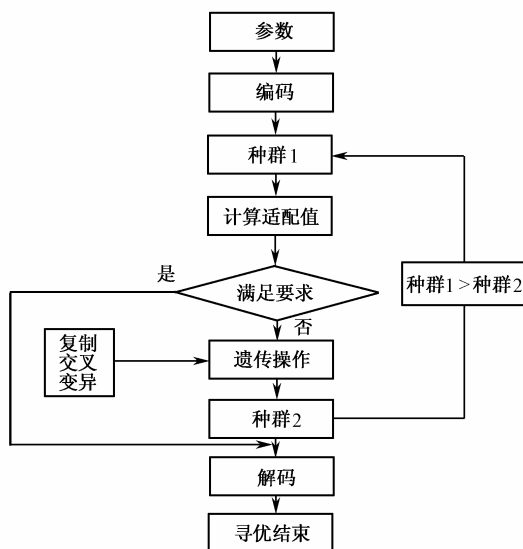 参数
编码
种群1
计算适配值
是
满足要求
种群1>种群2
否
复制
交叉
变异
遗传操作
种群2
解码
寻优结束